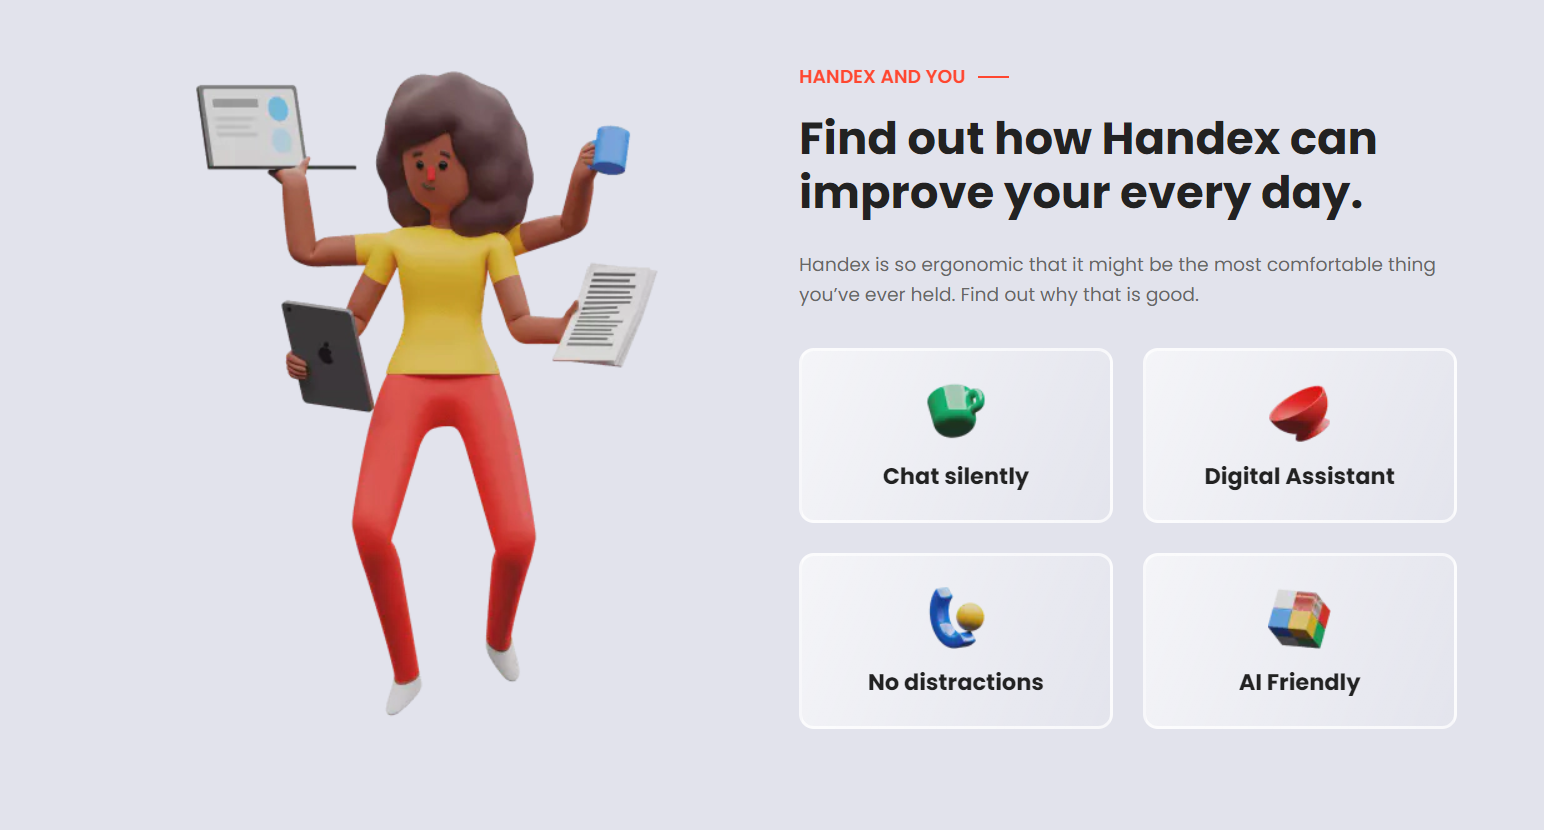 HANDEX AND YOU
Find out how Handex can
improve your every day.
Handex is so ergonomic that it might be the most comfortable thing
you’ve ever held. Find out why that is good.
Chat silently
Digital Assistant
No distractions
AI Friendly